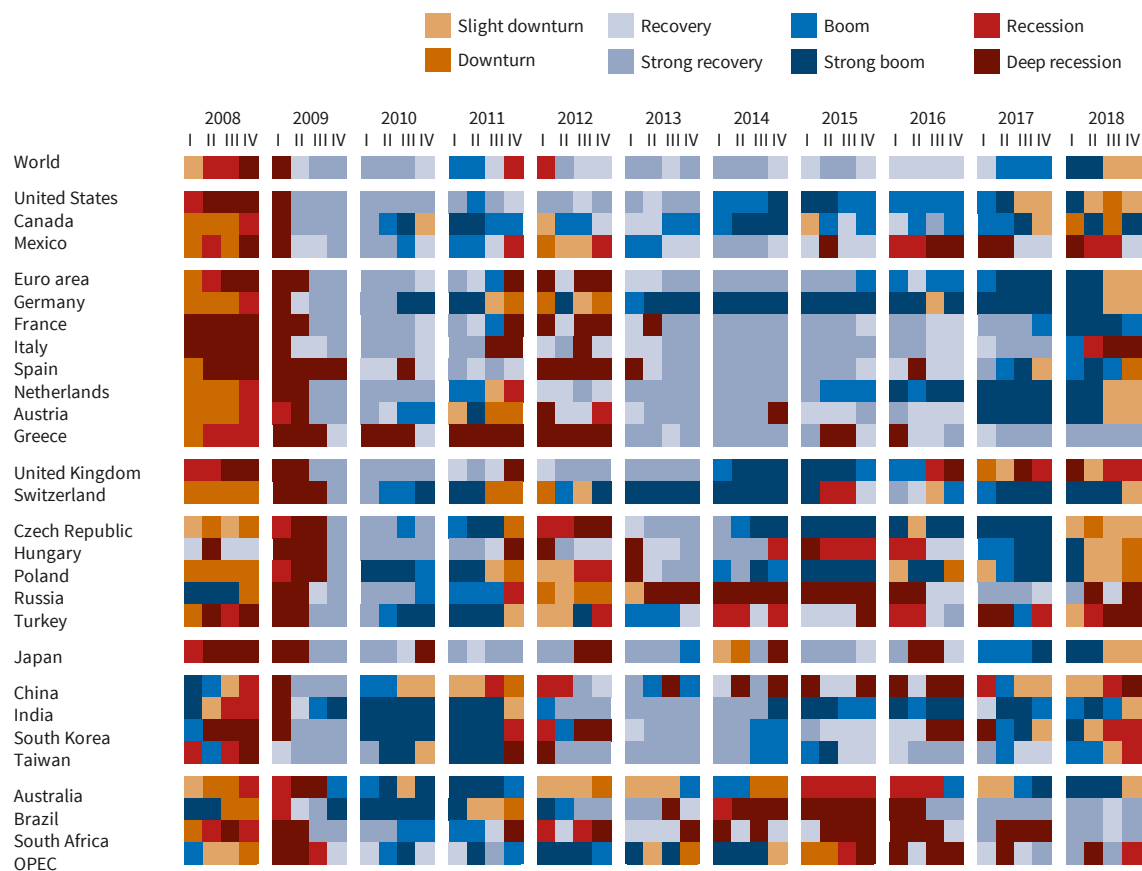 Slight downturn Recovery Boom Recession
Downturn Strong recovery Strong boom Deep recession
2008 2009 2010 2011 2012 2013 2014 2015 2016 2017 2018
I II III IV I II III IV I II III IV I II III IV I II III IV I II III IV I II III IV I II III IV I II III IV I II III IV I II III IV
World
United States
Canada
Mexico
Euro area
Germany
France
Italy
Spain
Netherlands
Austria
Greece
United Kingdom
Switzerland
Czech Republic
Hungary
Poland
Russia
Turkey
Japan
China
India
South Korea
Taiwan
Australia
Brazil
South Africa
OPEC